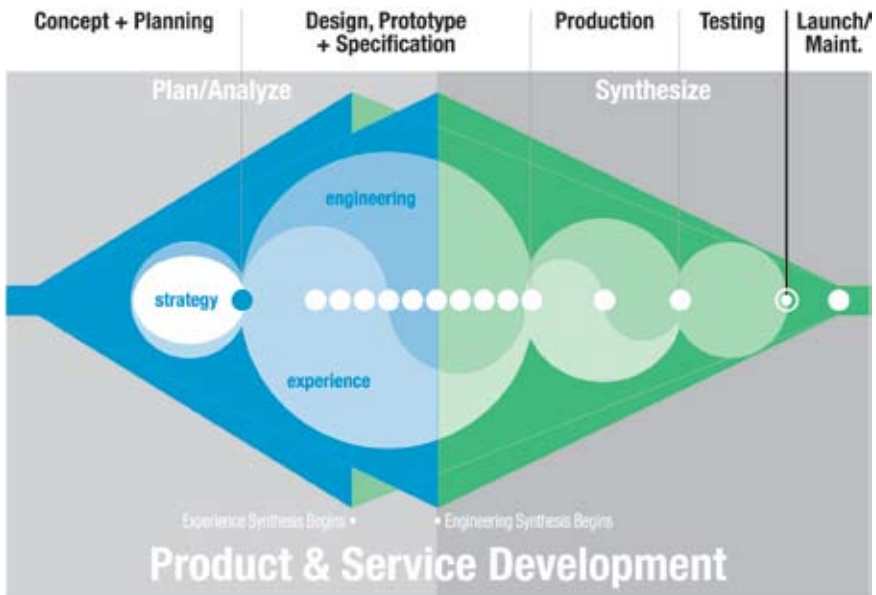 Concept + Planning
Design, Prototype
+ Specification
Production
Testing
Launch/
Maint.
Plan/Analyze
Synthesize
engineering
strategy
experience
Experience Synthesis Begins
Engineering Synthesis Begins
Product & Service Development